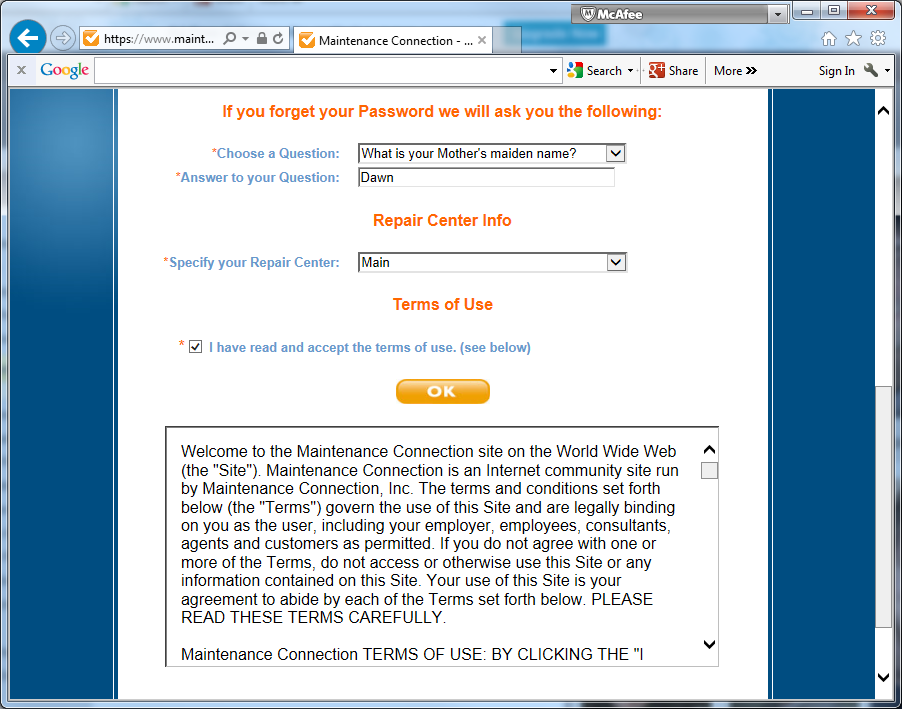 McAfee
https://www.maint...
Maintenance Connection - ...
x Google
Search
Share
More »
Sign In
If you forget your Password we will ask you the following:
*Choose a Question: What is your Mother's maiden name?
*Answer to your Question: Dawn
Repair Center Info
*Specify your Repair Center: Main
Terms of Use
* I have read and accept the terms of use. (see below)
OK
Welcome to the Maintenance Connection site on the World Wide Web
(the "Site"). Maintenance Connection is an Internet community site run
by Maintenance Connection, Inc. The terms and conditions set forth
below (the "Terms") govern the use of this Site and are legally binding
on you as the user, including your employer, employees, consultants,
agents and customers as permitted. If you do not agree with one or
more of the Terms, do not access or otherwise use this Site or any
information contained on this Site. Your use of this Site is your
agreement to abide by each of the Terms set forth below. PLEASE
READ THESE TERMS CAREFULLY.
Maintenance Connection TERMS OF USE: BY CLICKING THE "I